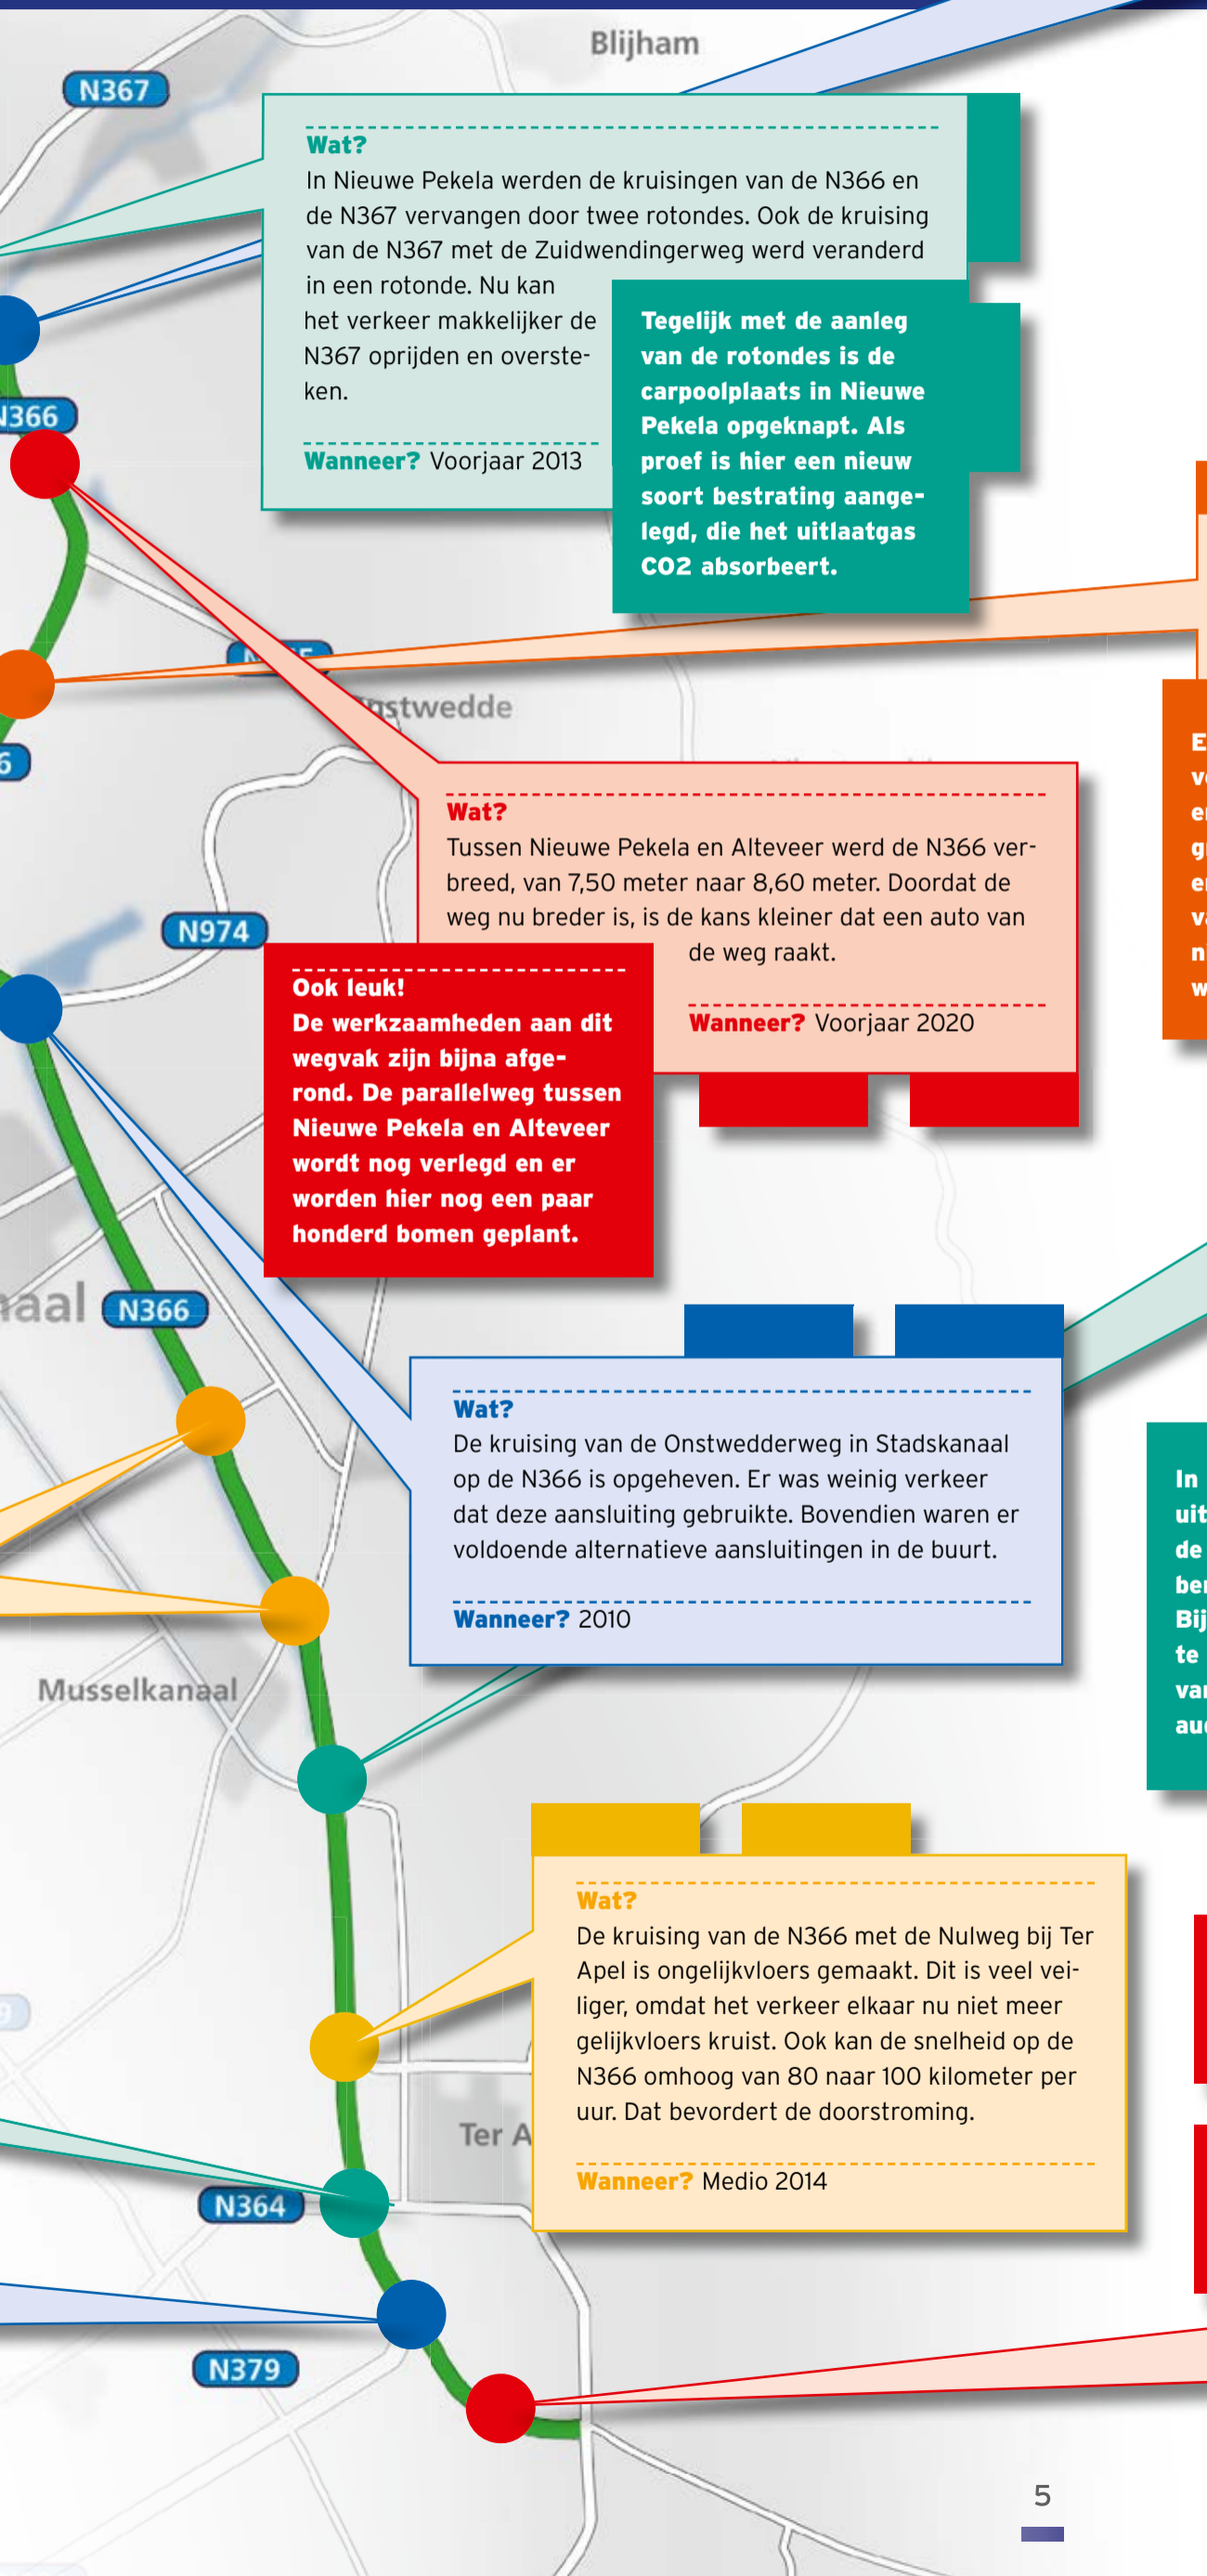 Blijham
N367
Wat?
In Nieuwe Pekela werden de kruisingen van de N366 en
de N367 vervangen door twee rotondes. Ook de kruising
van de N367 met de Zuidwendingerweg werd veranderd
in een rotonde. Nu kan
het verkeer makkelijker de
N367 oprijden en overste-
ken.
Wanneer? Voorjaar 2013
Tegelijk met de aanleg
van de rotondes is de
carpoolplaats in Nieuwe
Pekela opgeknapt. Als
proef is hier een nieuw
soort bestrating aange-
legd, die het uitlaatgas
CO2 absorbeert.
N366
nstwedde
6
Wat?
Tussen Nieuwe Pekela en Alteveer werd de N366 ver-
breed, van 7,50 meter naar 8,60 meter. Doordat de
weg nu breder is, is de kans kleiner dat een auto van
de weg raakt.
Wanneer? Voorjaar 2020
N974
Ook leuk!
De werkzaamheden aan dit
wegvak zijn bijna afge-
rond. De parallelweg tussen
Nieuwe Pekela en Alteveer
wordt nog verlegd en er
worden hier nog een paar
honderd bomen geplant.
naal
N366
Wat?
De kruising van de Onstwedderweg in Stadskanaal
op de N366 is opgeheven. Er was weinig verkeer
dat deze aansluiting gebruikte. Bovendien waren er
voldoende alternatieve aansluitingen in de buurt.
Wanneer? 2010
In
uit
de
ber
Bij
te
van
Musselkanaal
Wat?
De kruising van de N366 met de Nulweg bij Ter
Apel is ongelijkvloers gemaakt. Dit is veel vei-
liger, omdat het verkeer elkaar nu niet meer
gelijkvloers kruist. Ook kan de snelheid op de
N366 omhoog van 80 naar 100 kilometer per
uur. Dat bevordert de doorstroming.
Wanneer? Medio 2014
Ter A
N364
N379
5